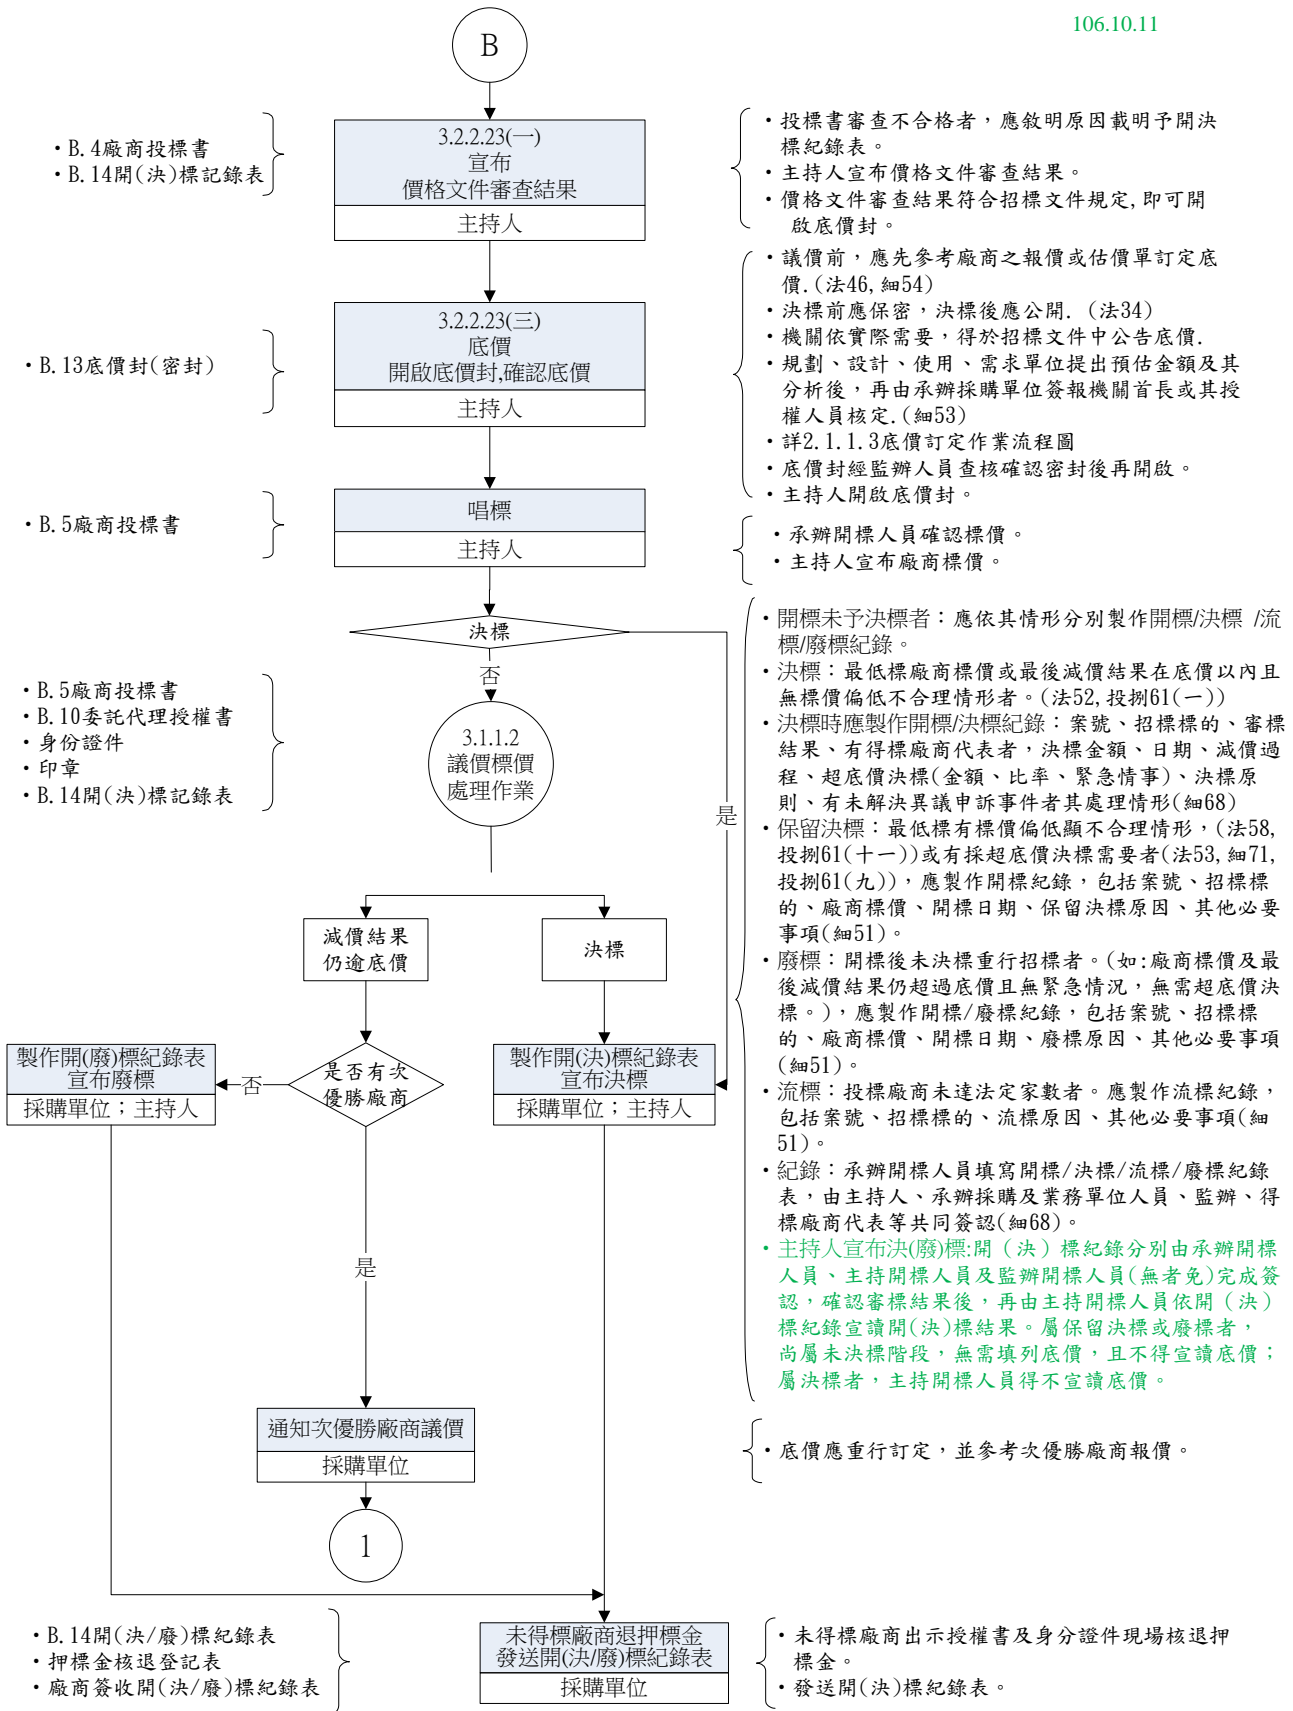 106.10.11
B
・B.4廠商投標書
・B.14開(決)標記錄表
3.2.2.23(一)
宣布
價格文件審查結果
主持人
・投標書審查不合格者，應敘明原因載明予開決
標紀錄表。
・主持人宣布價格文件審查結果。
・價格文件審查結果符合招標文件規定,即可開
啟底價封。
・B.13底價封(密封)
3.2.2.23(三)
底價
開啟底價封,確認底價
主持人
・議價前，應先參考廠商之報價或估價單訂定底
價.(法46,細54)
・決標前應保密，決標後應公開. (法34)
・機關依實際需要，得於招標文件中公告底價.
・規劃、設計、使用、需求單位提出預估金額及其
分析後，再由承辦採購單位簽報機關首長或其授
權人員核定.(細53)
・詳2.1.1.3底價訂定作業流程圖
・底價封經監辦人員查核確認密封後再開啟。
・主持人開啟底價封。
・B.5廠商投標書
唱標
主持人
・承辦開標人員確認標價。
・主持人宣布廠商標價。
決標
否
是
・B.5廠商投標書
・B.10委託代理授權書
・身份證件
・印章
・B.14開(決)標記錄表
3.1.1.2
議價標價
處理作業
減價結果
仍逾底價
決標
・開標未予決標者：應依其情形分別製作開標/決標 /流
標/廢標紀錄。
・決標：最低標廠商標價或最後減價結果在底價以內且
無標價偏低不合理情形者。(法52,投捌61(一))
・決標時應製作開標/決標紀錄：案號、招標標的、審標
結果、有得標廠商代表者，決標金額、日期、減價過
程、超底價決標(金額、比率、緊急情事)、決標原
則、有未解決異議申訴事件者其處理情形(細68)
・保留決標：最低標有標價偏低顯不合理情形，(法58,
投捌61(十一))或有採超底價決標需要者(法53,細71,
投捌61(九))，應製作開標紀錄，包括案號、招標標
的、廠商標價、開標日期、保留決標原因、其他必要
事項(細51)。
・廢標：開標後未決標重行招標者。(如:廠商標價及最
後減價結果仍超過底價且無緊急情況，無需超底價決
標。)，應製作開標/廢標紀錄，包括案號、招標標
的、廠商標價、開標日期、廢標原因、其他必要事項
(細51)。
・流標：投標廠商未達法定家數者。應製作流標紀錄，
包括案號、招標標的、流標原因、其他必要事項(細
51)。
・紀錄：承辦開標人員填寫開標/決標/流標/廢標紀錄
表，由主持人、承辦採購及業務單位人員、監辦、得
標廠商代表等共同簽認(細68)。
・主持人宣布決(廢)標:開（決）標紀錄分別由承辦開標
人員、主持開標人員及監辦開標人員(無者免)完成簽
認，確認審標結果後，再由主持開標人員依開（決）
標紀錄宣讀開(決)標結果。屬保留決標或廢標者，
尚屬未決標階段，無需填列底價，且不得宣讀底價；
屬決標者，主持開標人員得不宣讀底價。
製作開(廢)標紀錄表
宣布廢標
採購單位；主持人
否
是否有次
優勝廠商
製作開(決)標紀錄表
宣布決標
採購單位；主持人
是
通知次優勝廠商議價
採購單位
・底價應重行訂定，並參考次優勝廠商報價。
1
・B.14開(決/廢)標紀錄表
・押標金核退登記表
・廠商簽收開(決/廢)標紀錄表
未得標廠商退押標金
發送開(決/廢)標紀錄表
採購單位
・未得標廠商出示授權書及身分證件現場核退押
標金。
・發送開(決)標紀錄表。